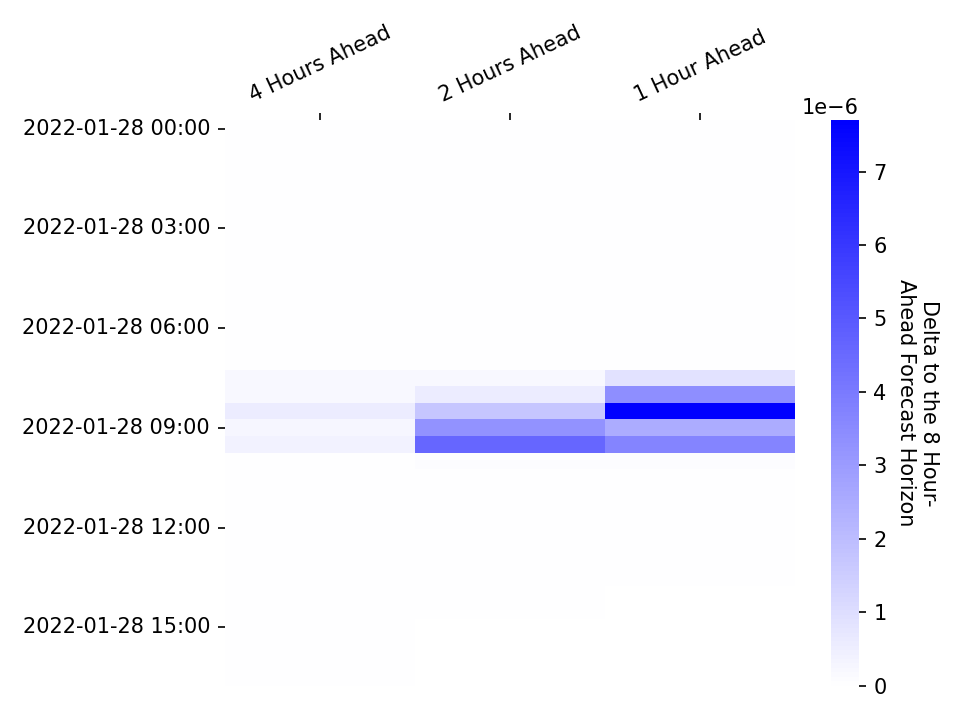 4 Hours Ahead
2 Hours Ahead
1 Hour Ahead
1e−6
2022-01-28 00:00
2022-01-28 03:00
2022-01-28 06:00
2022-01-28 09:00
2022-01-28 12:00
2022-01-28 15:00
7
6
5
4
3
2
1
0
Delta to the 8 Hour-
Ahead Forecast Horizon